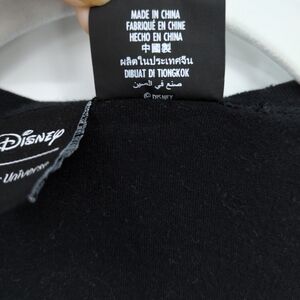 MADE IN CHINA
FABRIQUÉ EN CHINE
HECHO EN CHINA
中國製
ผลิตในประเทศจีน
DIBUAT DI TIONGKOK
صنع في الصين
© DISNEY
Disney
Universe